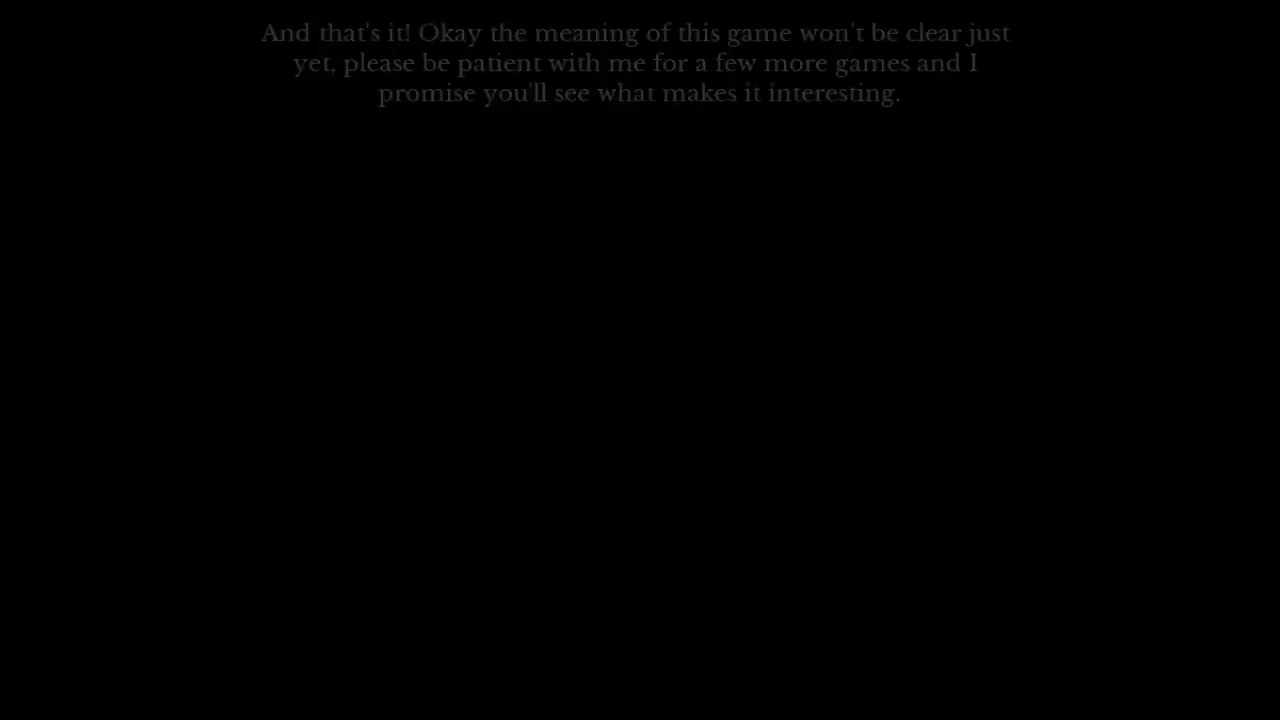 And that's it! Okay the meaning of this game won't be clear just
yet, please be patient with me for a few more games and I
promise you'll see what makes it interesting.